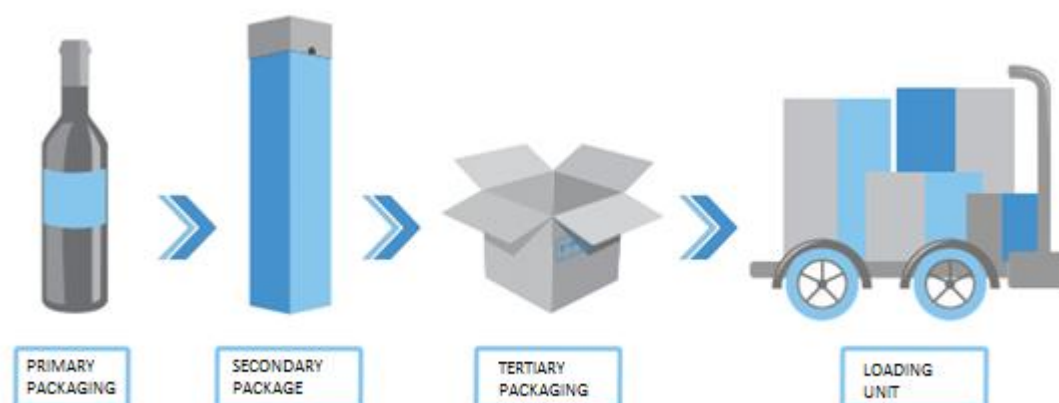 PRIMARY
PACKAGING
SECONDARY
PACKAGE
TERTIARY
PACKAGING
LOADING
UNIT